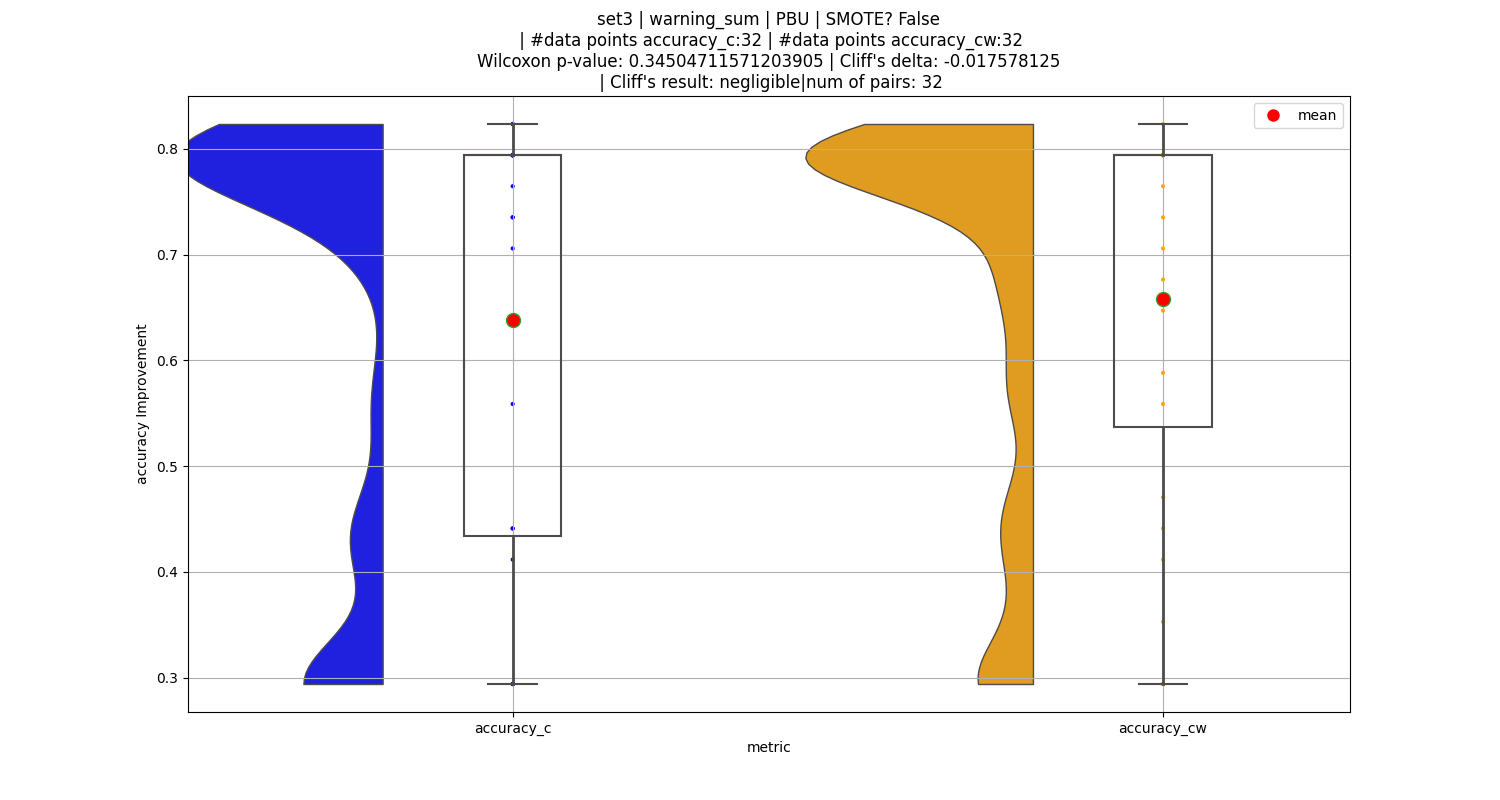 set3 | warning_sum | PBU | SMOTE? False
| #data points accuracy_c:32 | #data points accuracy_cw:32
Wilcoxon p-value: 0.34504711571203905 | Cliff's delta: -0.017578125
| Cliff's result: negligible|num of pairs: 32
mean
0.8
0.7
0.6
0.5
0.4
0.3
accuracy Improvement
accuracy_c
accuracy_cw
metric